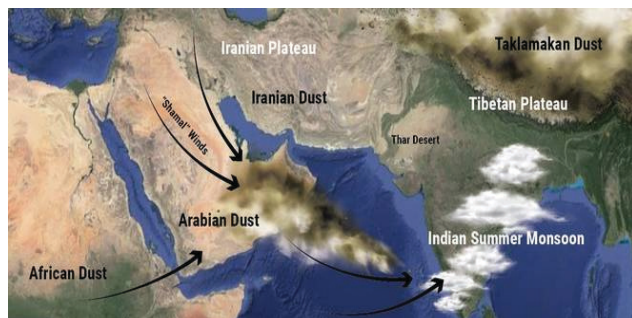 Iranian Plateau
Taklamakan Dust
Iranian Dust
Tibetan Plateau
"Shamal" Winds
Thar Desert
Arabian Dust
Indian Summer Monsoon
African Dust